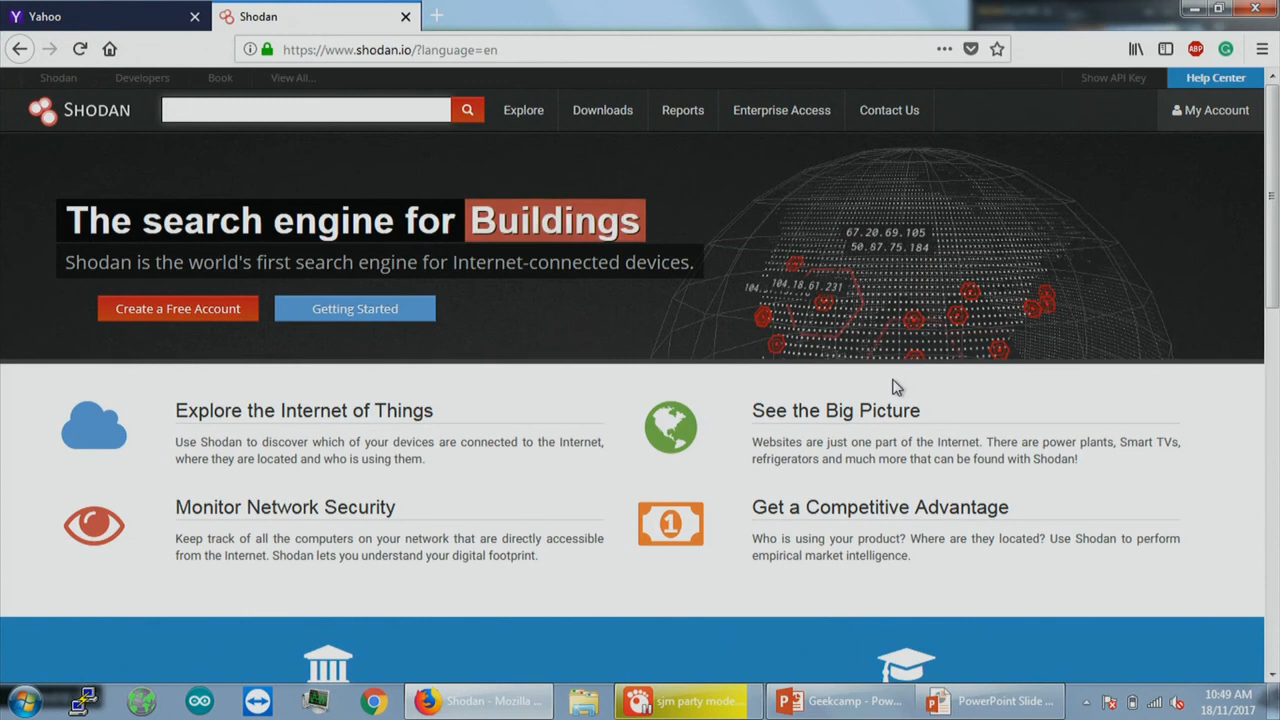 Yahoo
Shodan
https://www.shodan.io/?language=en
ABP
Shodan Developers Book View All... Show API Key Help Center
SHODAN Explore Downloads Reports Enterprise Access Contact Us My Account
The search engine for Buildings
Shodan is the world's first search engine for Internet-connected devices.
Create a Free Account Getting Started
67.20.69.105
50.87.75.184
104... 104.18.61.231
Explore the Internet of Things
Use Shodan to discover which of your devices are connected to the Internet,
where they are located and who is using them.
See the Big Picture
Websites are just one part of the Internet. There are power plants, Smart TVs,
refrigerators and much more that can be found with Shodan!
Monitor Network Security
Keep track of all the computers on your network that are directly accessible
from the Internet. Shodan lets you understand your digital footprint.
1
Get a Competitive Advantage
Who is using your product? Where are they located? Use Shodan to perform
empirical market intelligence.
Shodan - Mozilla ...
sjm party mode...
Geekcamp - Pow...
PowerPoint Slide ...
10:49 AM
18/11/2017